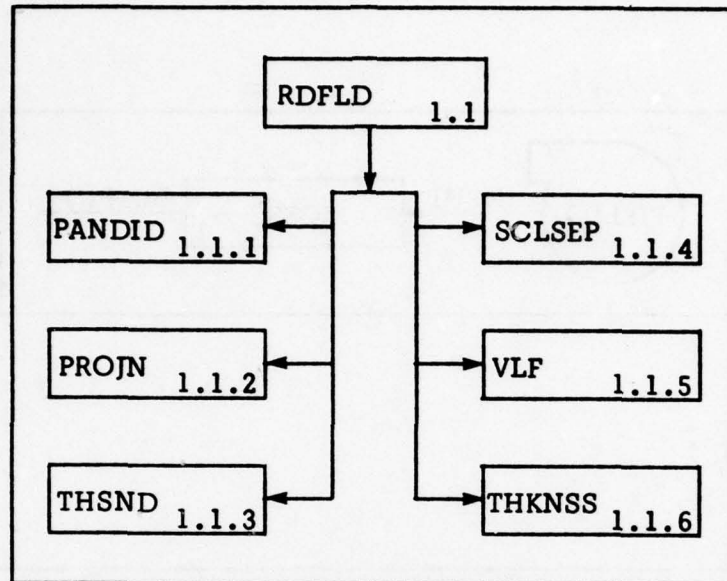 RDFLD
1.1
PANDID
1.1.1
SCLSEP
1.1.4
PROJN
1.1.2
VLF
1.1.5
THSND
1.1.3
THKNSS
1.1.6